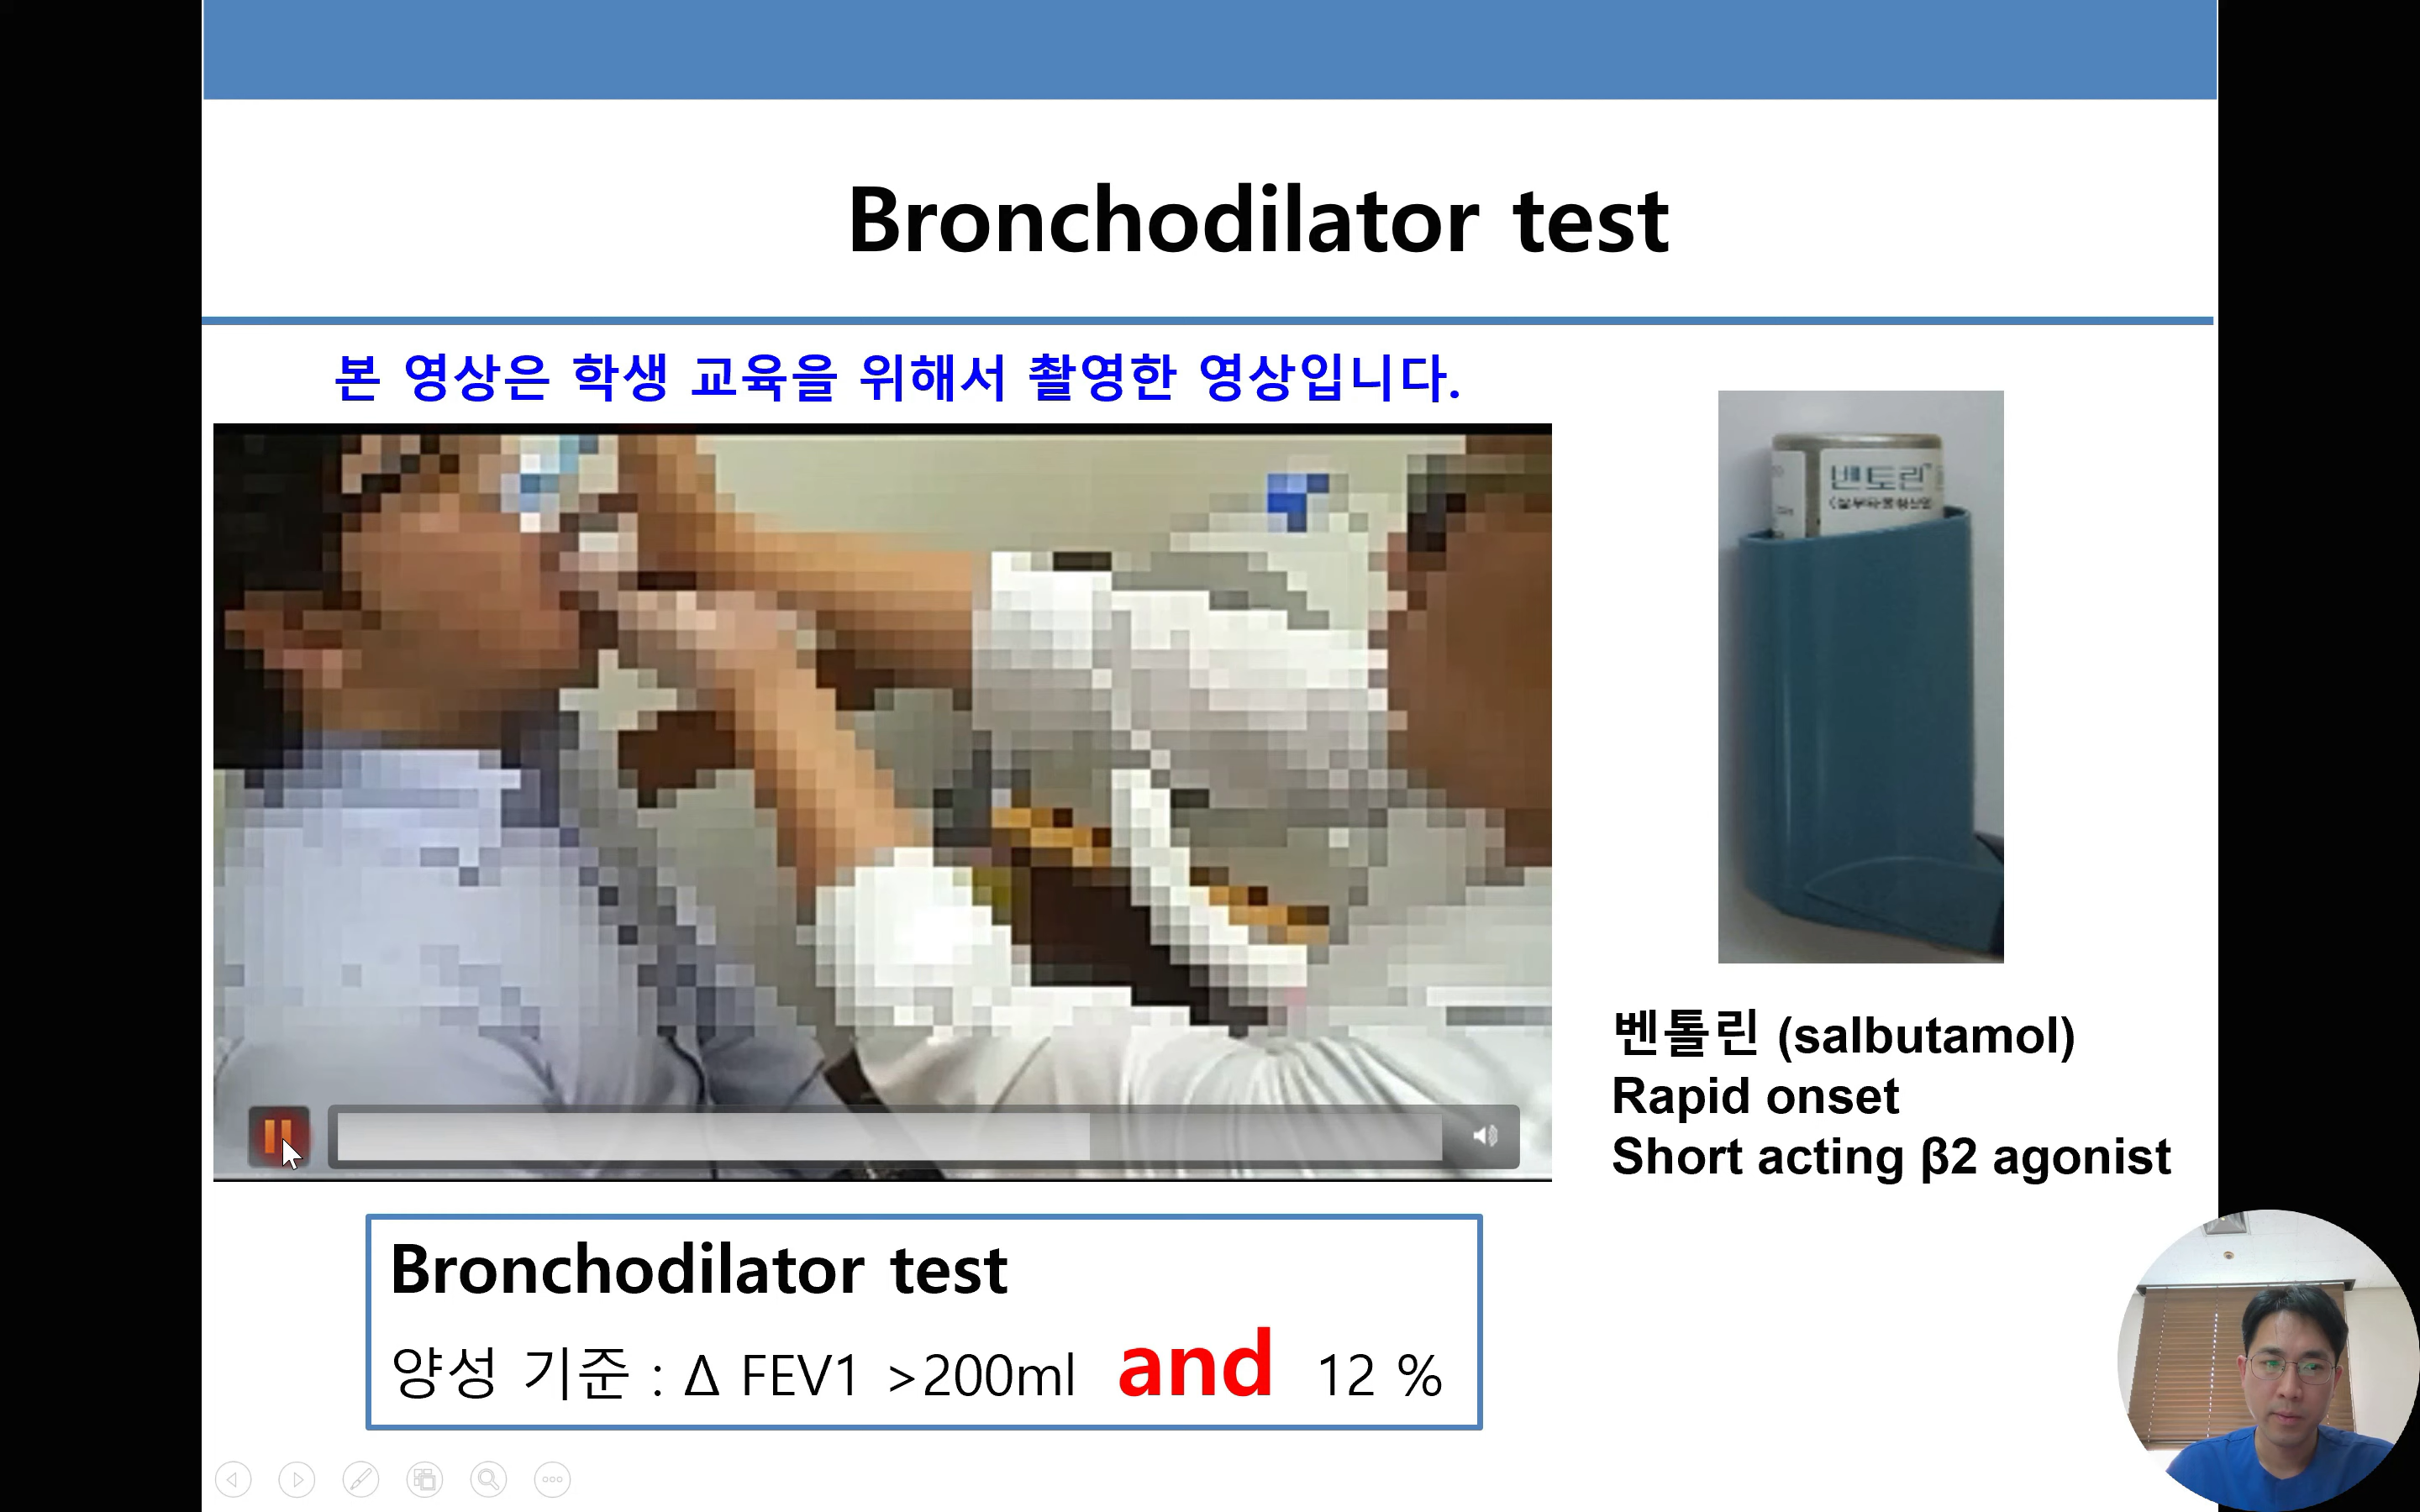 Bronchodilator test
본 영상은 학생 교육을 위해서 촬영한 영상입니다.
벤토린
벤톨린 (salbutamol)
Rapid onset
Short acting β2 agonist
Bronchodilator test
양성 기준 : Δ FEV1 >200ml and 12 %